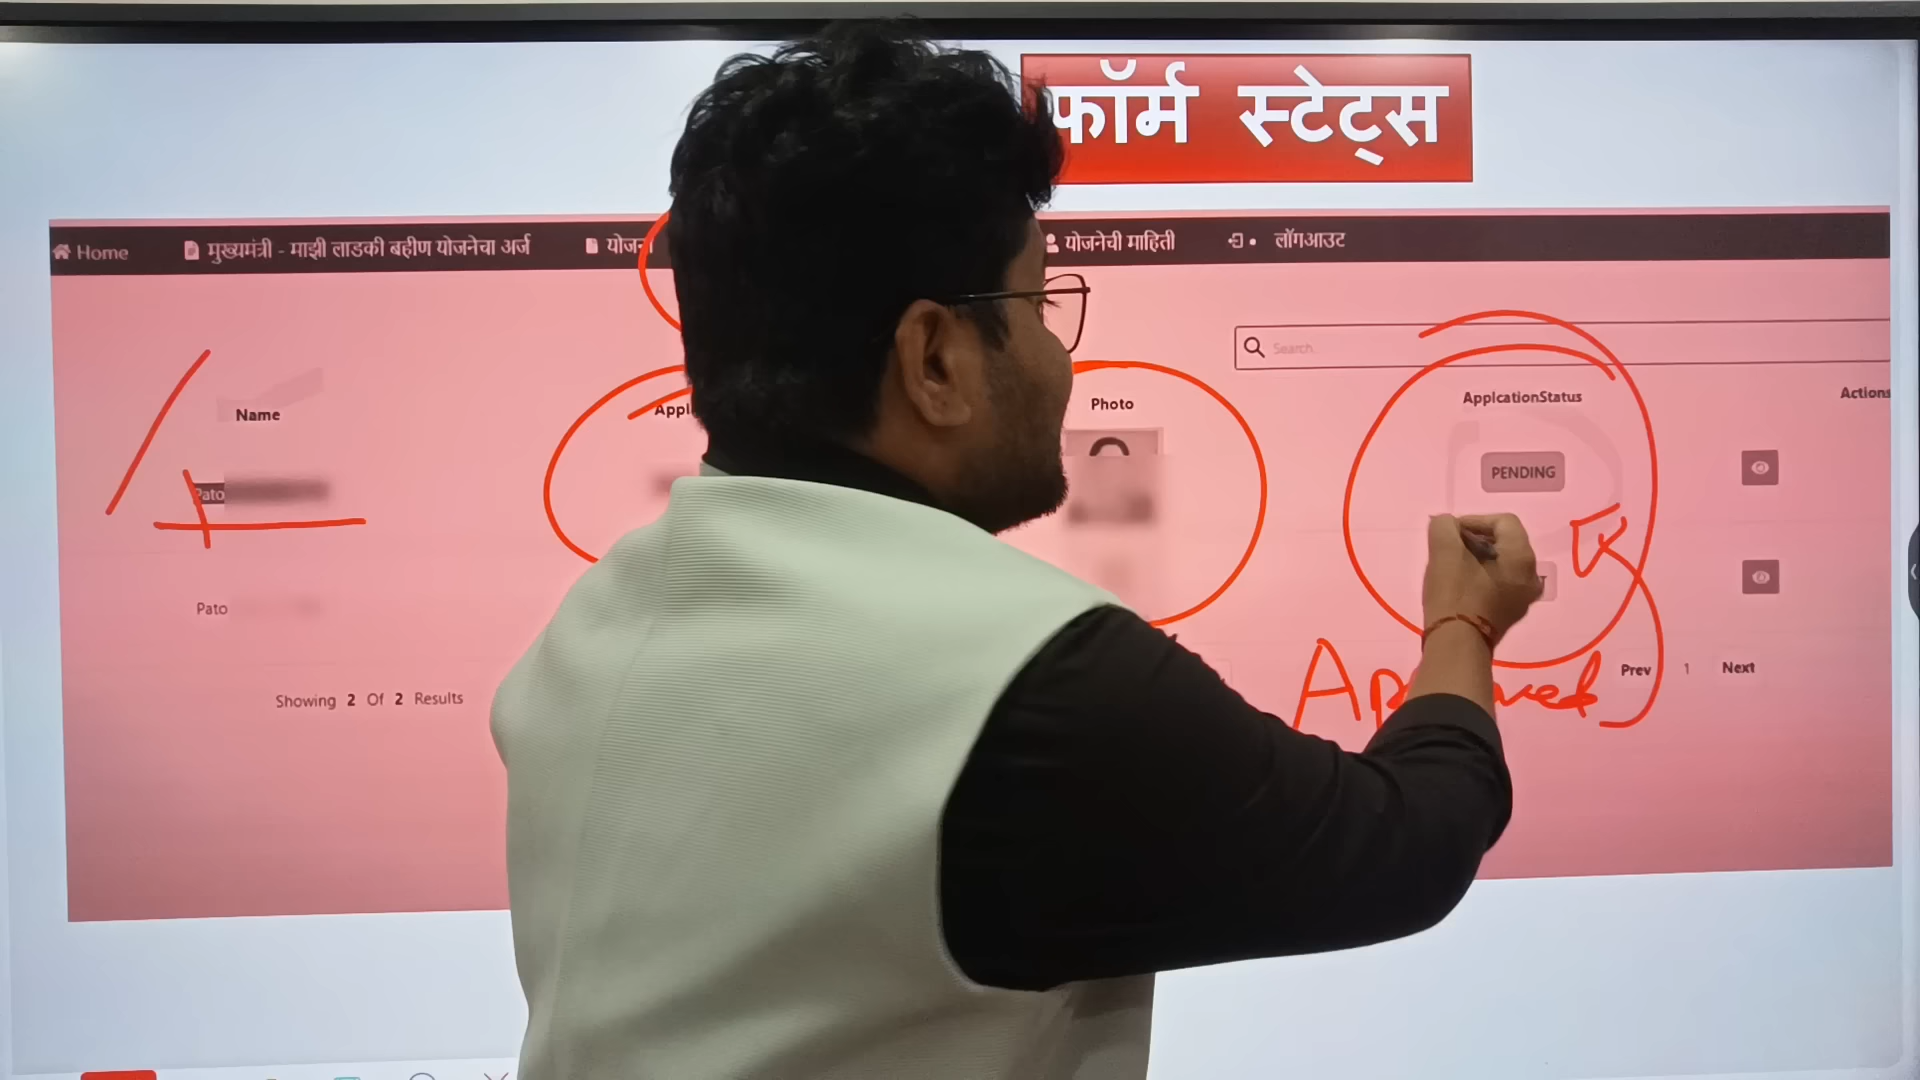 फॉर्म स्टेट्स
Home मुख्यमंत्री - माझी लाडकी बहीण योजनेचा अर्ज योजनेची माहिती लॉगआउट
Search..
Name Photo ApplcationStatus Actions
Pato PENDING
Pato
Prev 1 Next
Showing 2 Of 2 Results